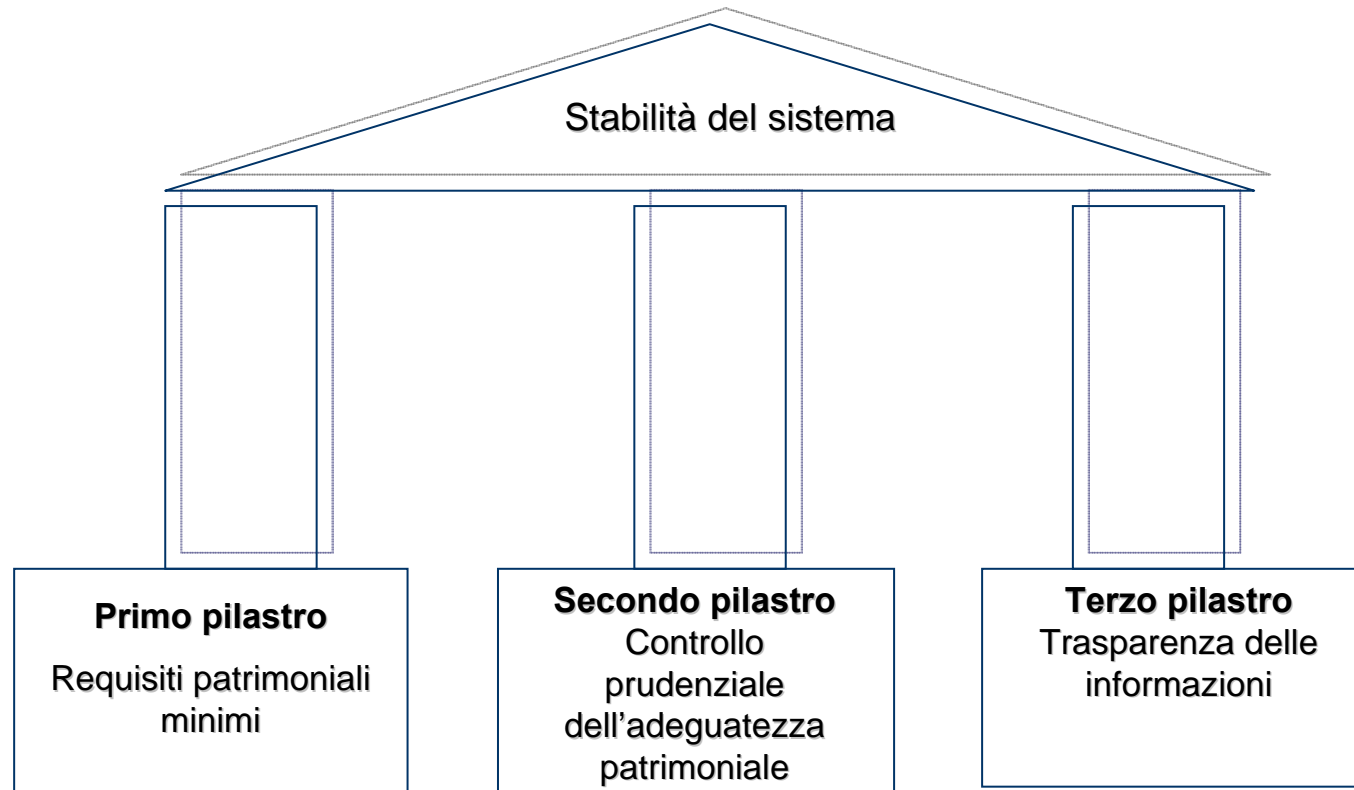 Stabilità del sistema
Primo pilastro
Requisiti patrimoniali
minimi
Secondo pilastro
Controllo
prudenziale
dell’adeguatezza
patrimoniale
Terzo pilastro
Trasparenza delle
informazioni